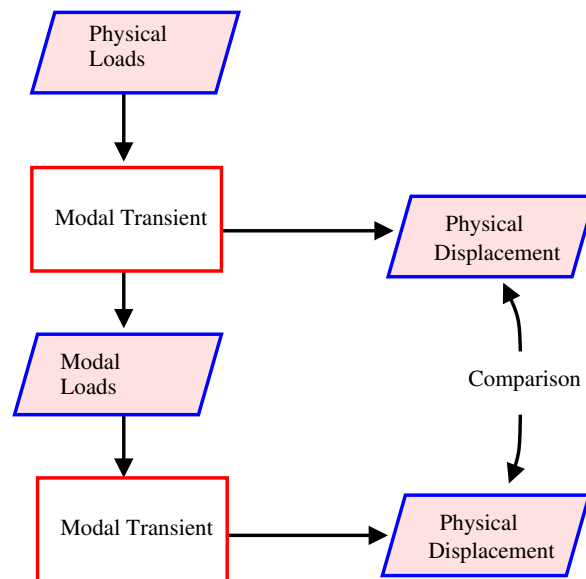 Physical
Loads
Modal Transient
Physical
Displacement
Modal
Loads
Comparison
Modal Transient
Physical
Displacement